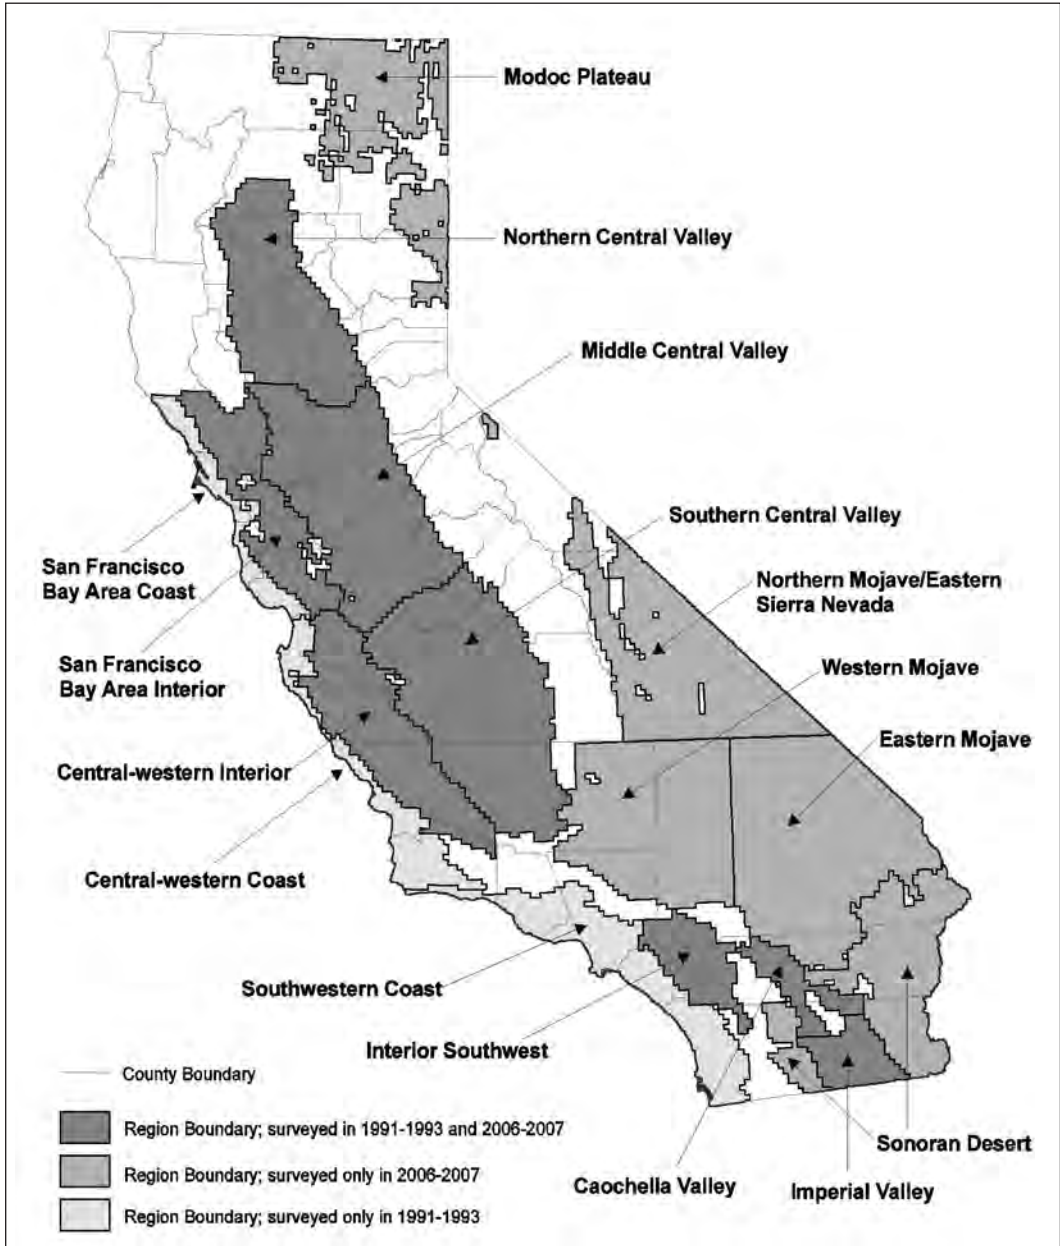 Modoc Plateau
Northern Central Valley
Middle Central Valley
Southern Central Valley
San Francisco
Bay Area Coast
Northern Mojave/Eastern
Sierra Nevada
San Francisco
Bay Area Interior
Western Mojave
Eastern Mojave
Central-western Interior
Central-western Coast
Southwestern Coast
Interior Southwest
County Boundary
Region Boundary; surveyed in 1991-1993 and 2006-2007
Sonoran Desert
Region Boundary; surveyed only in 2006-2007
Caochella Valley
Imperial Valley
Region Boundary; surveyed only in 1991-1993